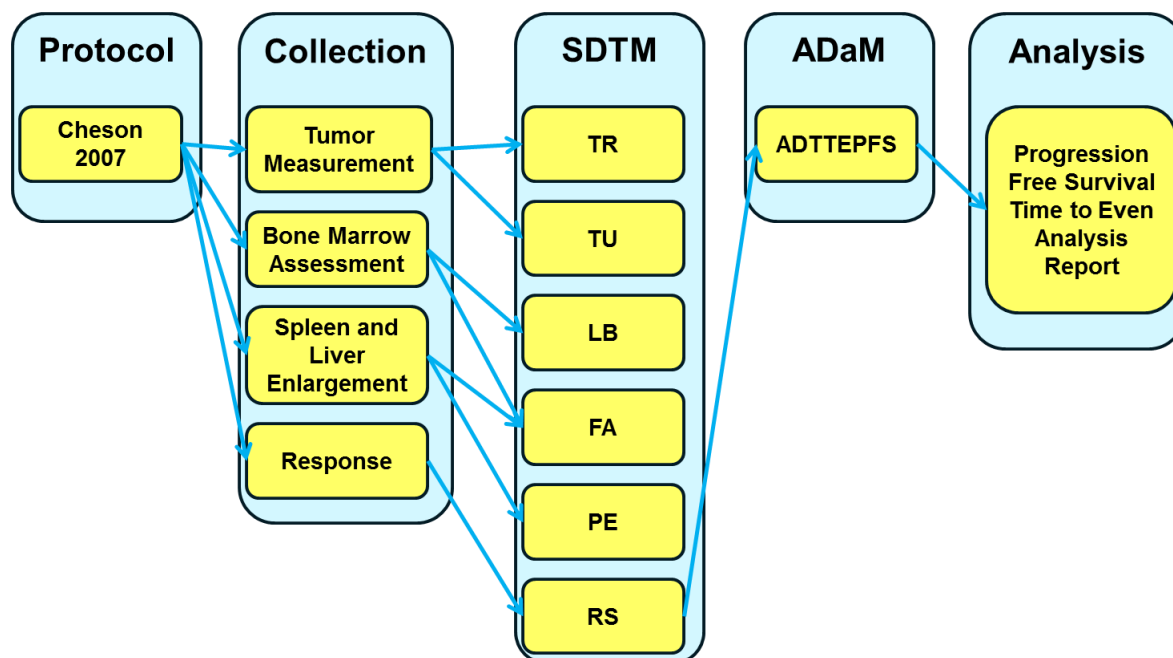 Protocol
Cheson
2007
Collection
Tumor
Measurement
Bone Marrow
Assessment
Spleen and
Liver
Enlargement
Response
SDTM
TR
TU
LB
FA
PE
RS
ADaM
ADTTEPFS
Analysis
Progression
Free Survival
Time to Even
Analysis
Report